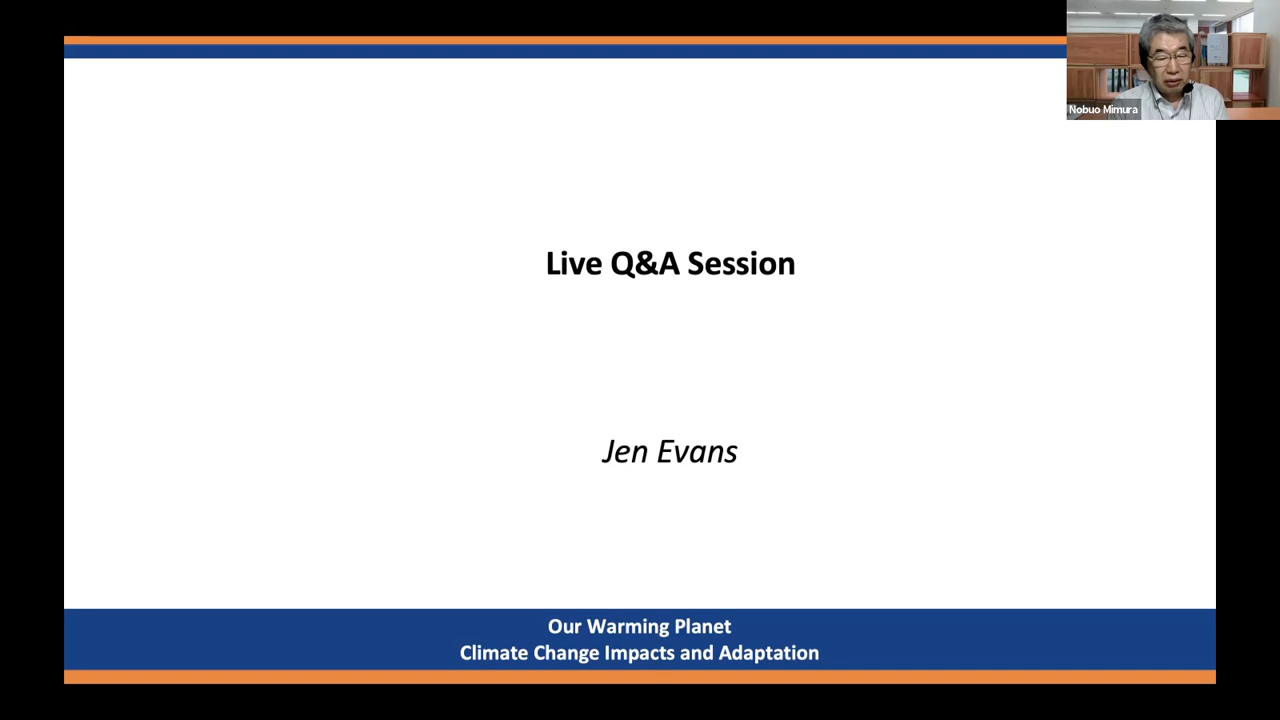 Nobuo Mimura
Live Q&A Session
Jen Evans
Our Warming Planet
Climate Change Impacts and Adaptation